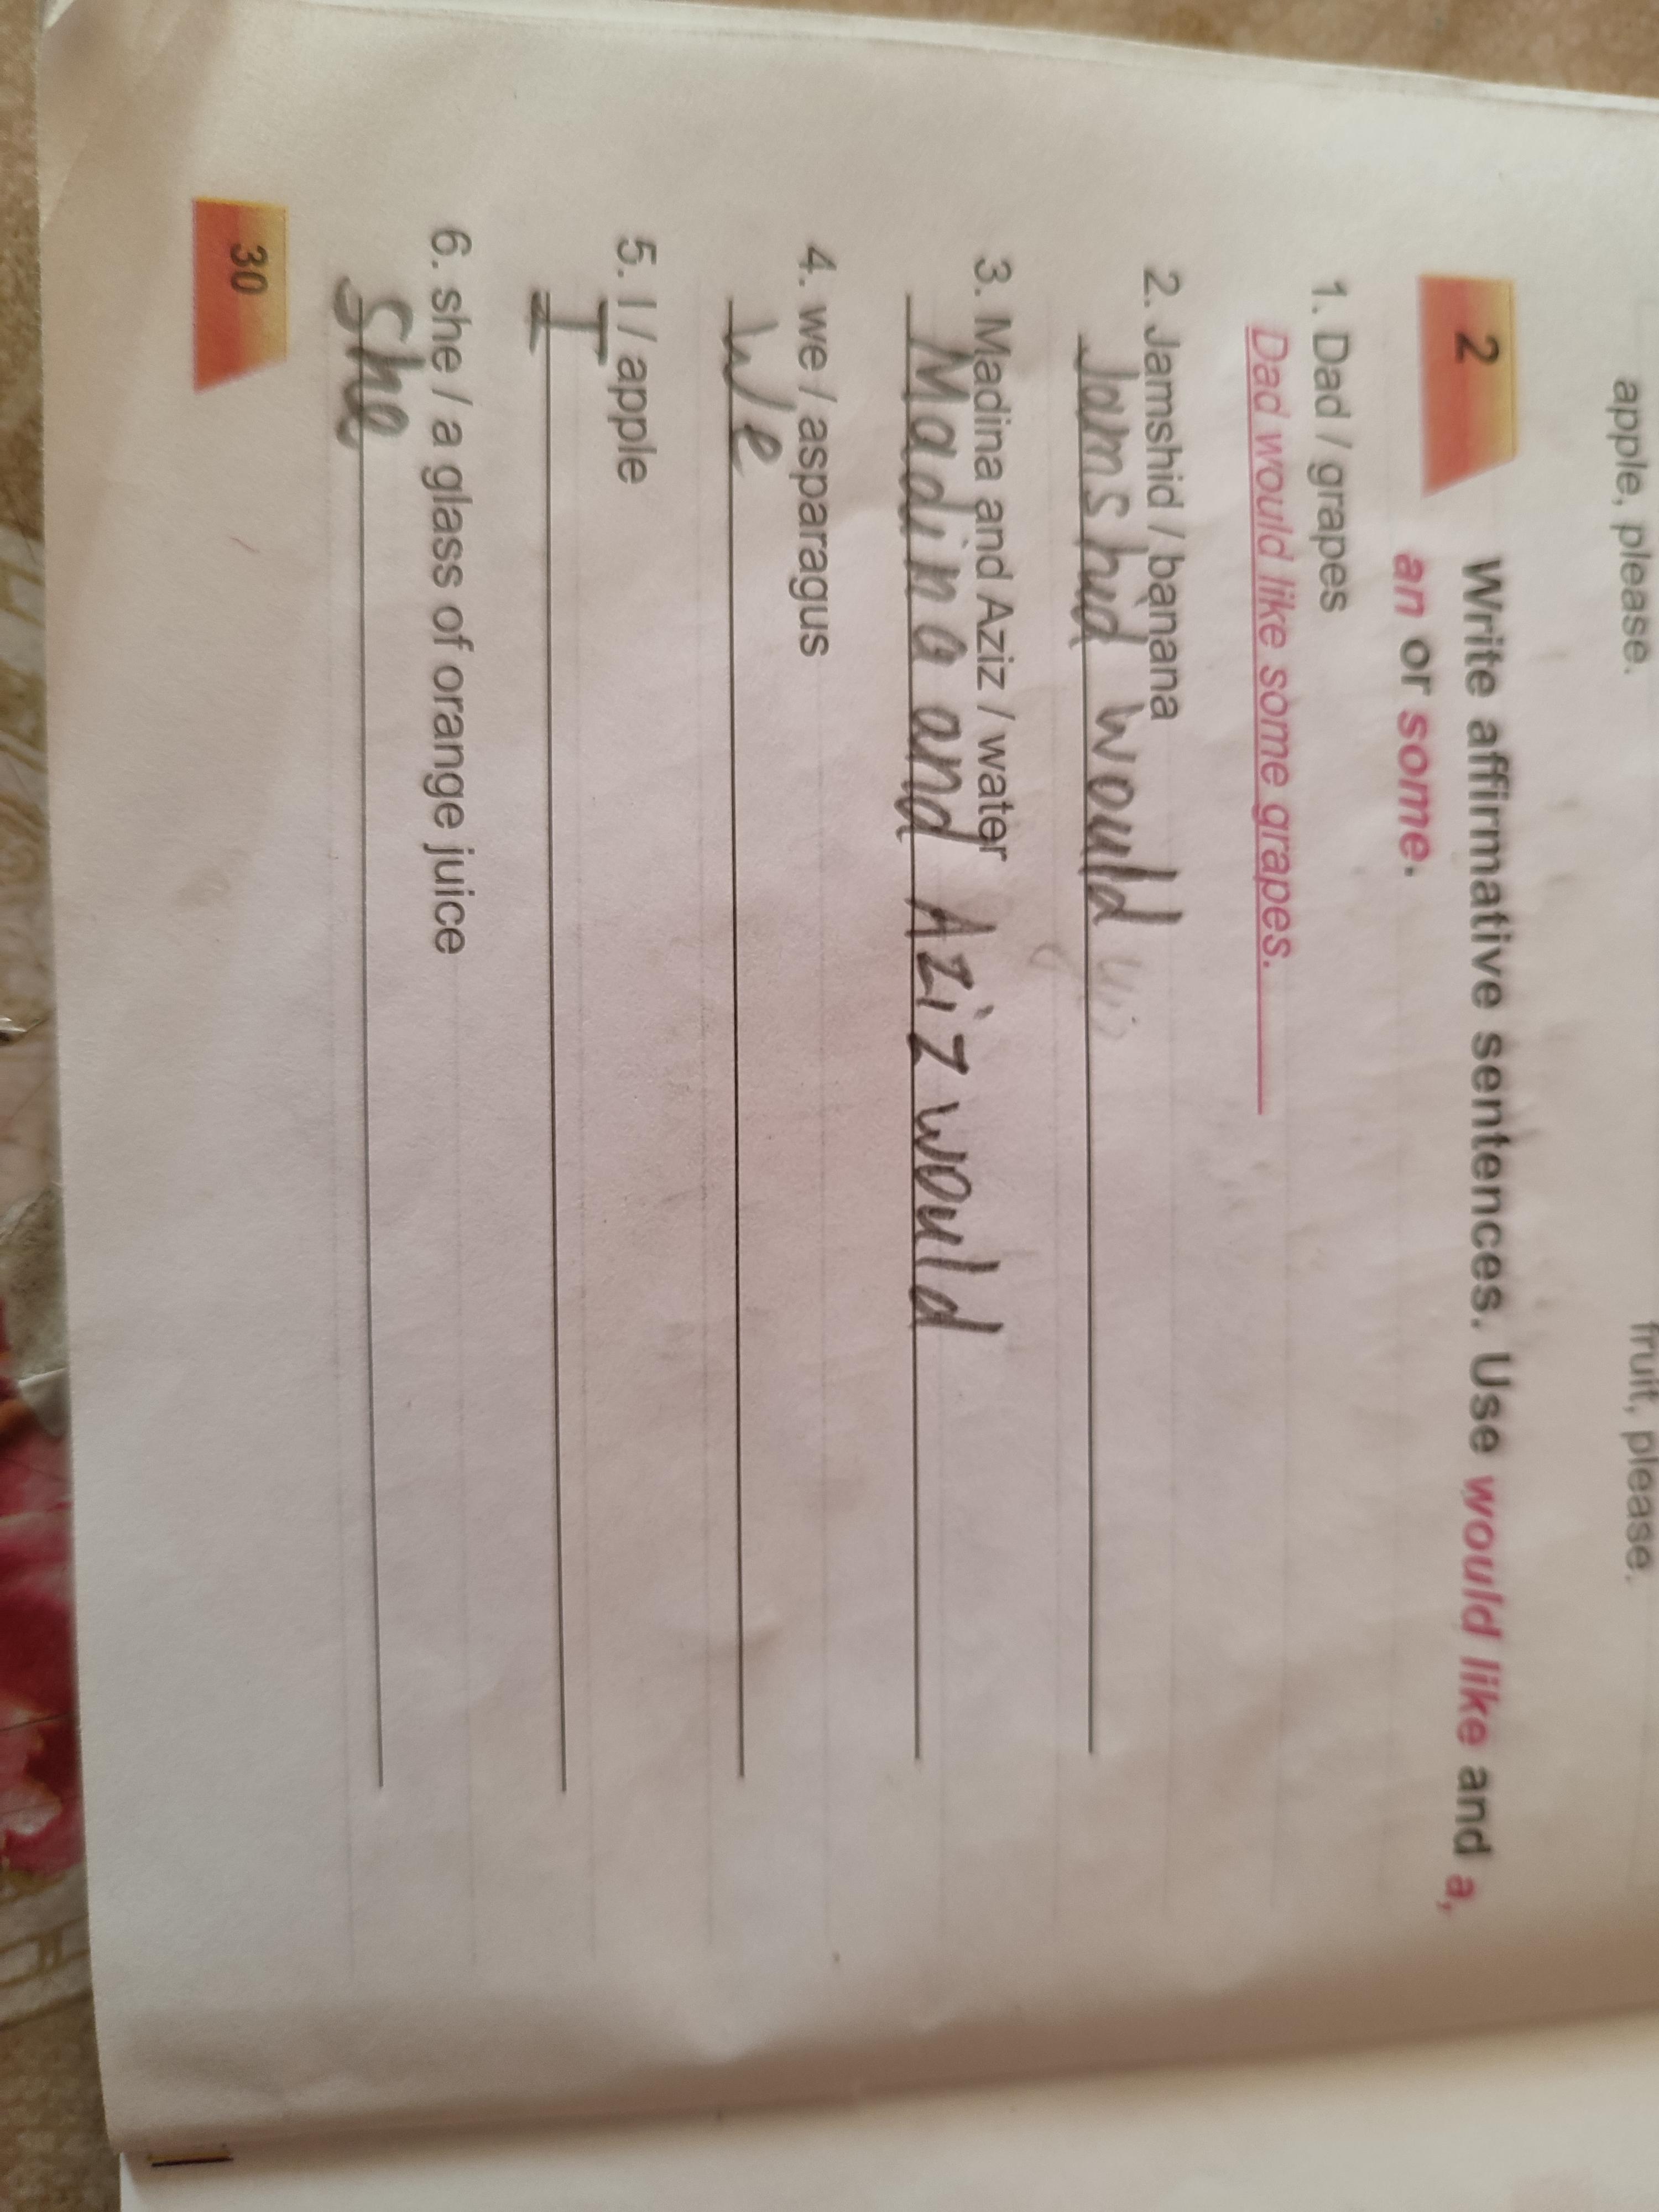 apple, please.
fruit, please.
2 Write affirmative sentences. Use would like and a,
an or some.
1. Dad / grapes
Dad would like some grapes.
2. Jamshid / banana
Jamshid would
3. Madina and Aziz / water
Madina and Aziz would
4. we / asparagus
We
5. I / apple
I
6. she / a glass of orange juice
She
30